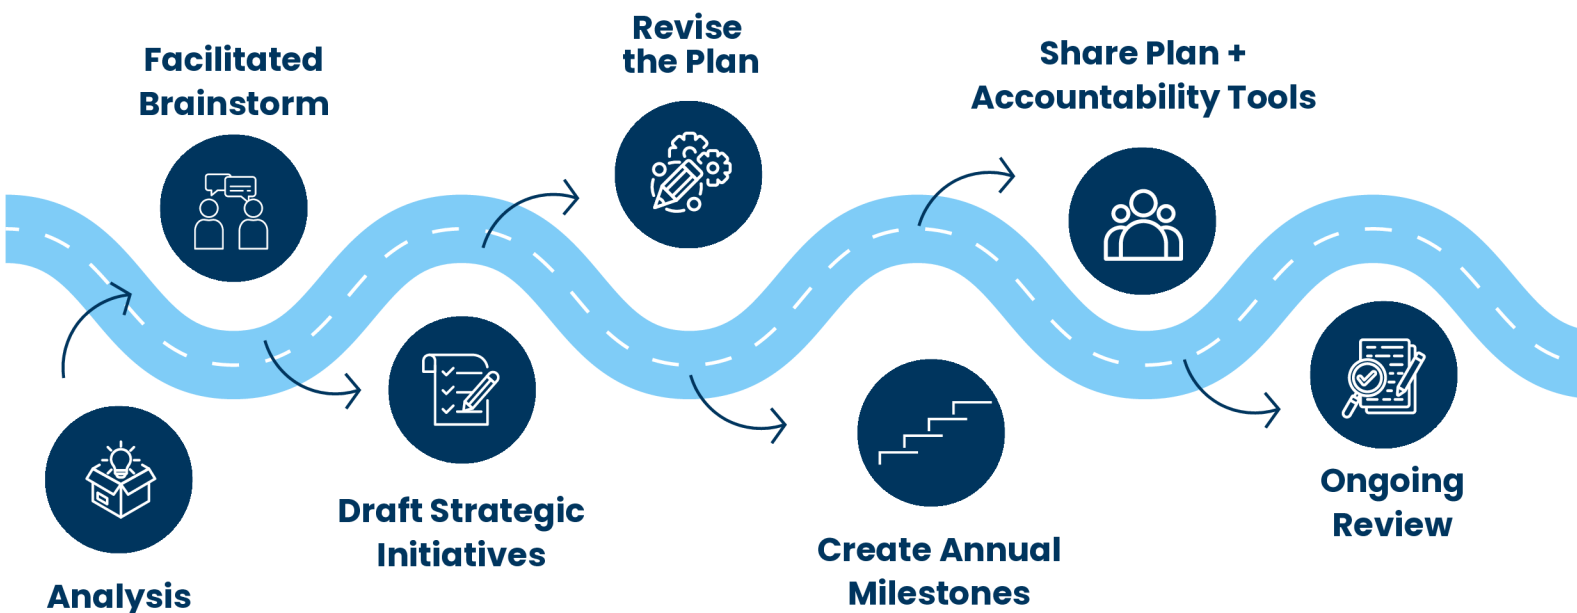 Analysis
Facilitated
Brainstorm
Draft Strategic
Initiatives
Revise
the Plan
Create Annual
Milestones
Share Plan +
Accountability Tools
Ongoing
Review